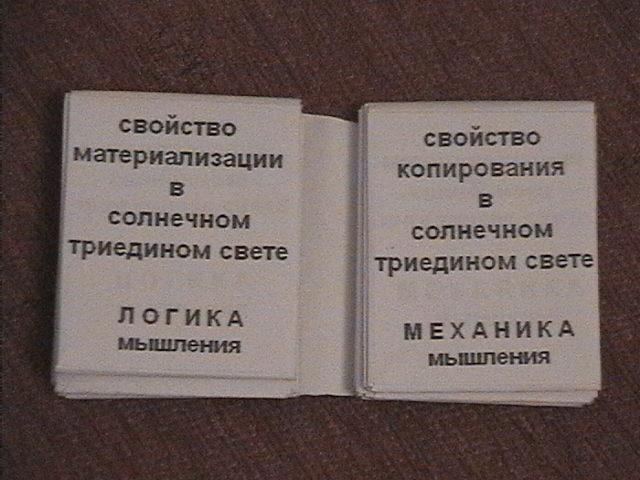 свойство
материализации
в
солнечном
триедином свете
ЛОГИКА
мышления
свойство
копирования
в
солнечном
триедином свете
МЕХАНИКА
мышления